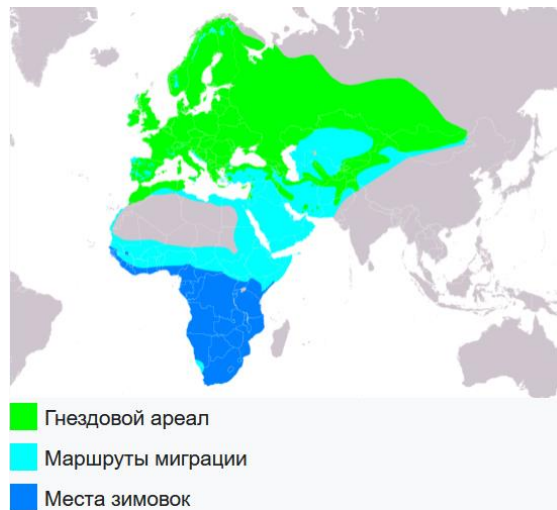 Гнездовой ареал
Маршруты миграции
Места зимовок